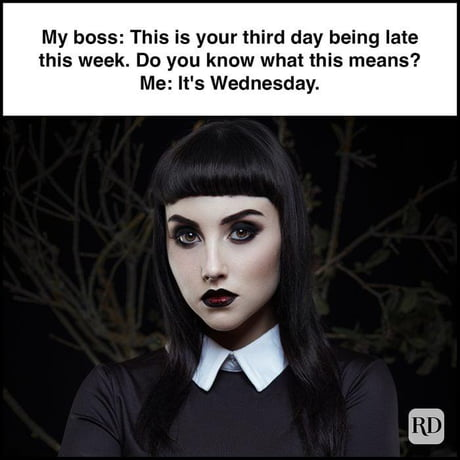 My boss: This is your third day being late
this week. Do you know what this means?
Me: It's Wednesday.
RD